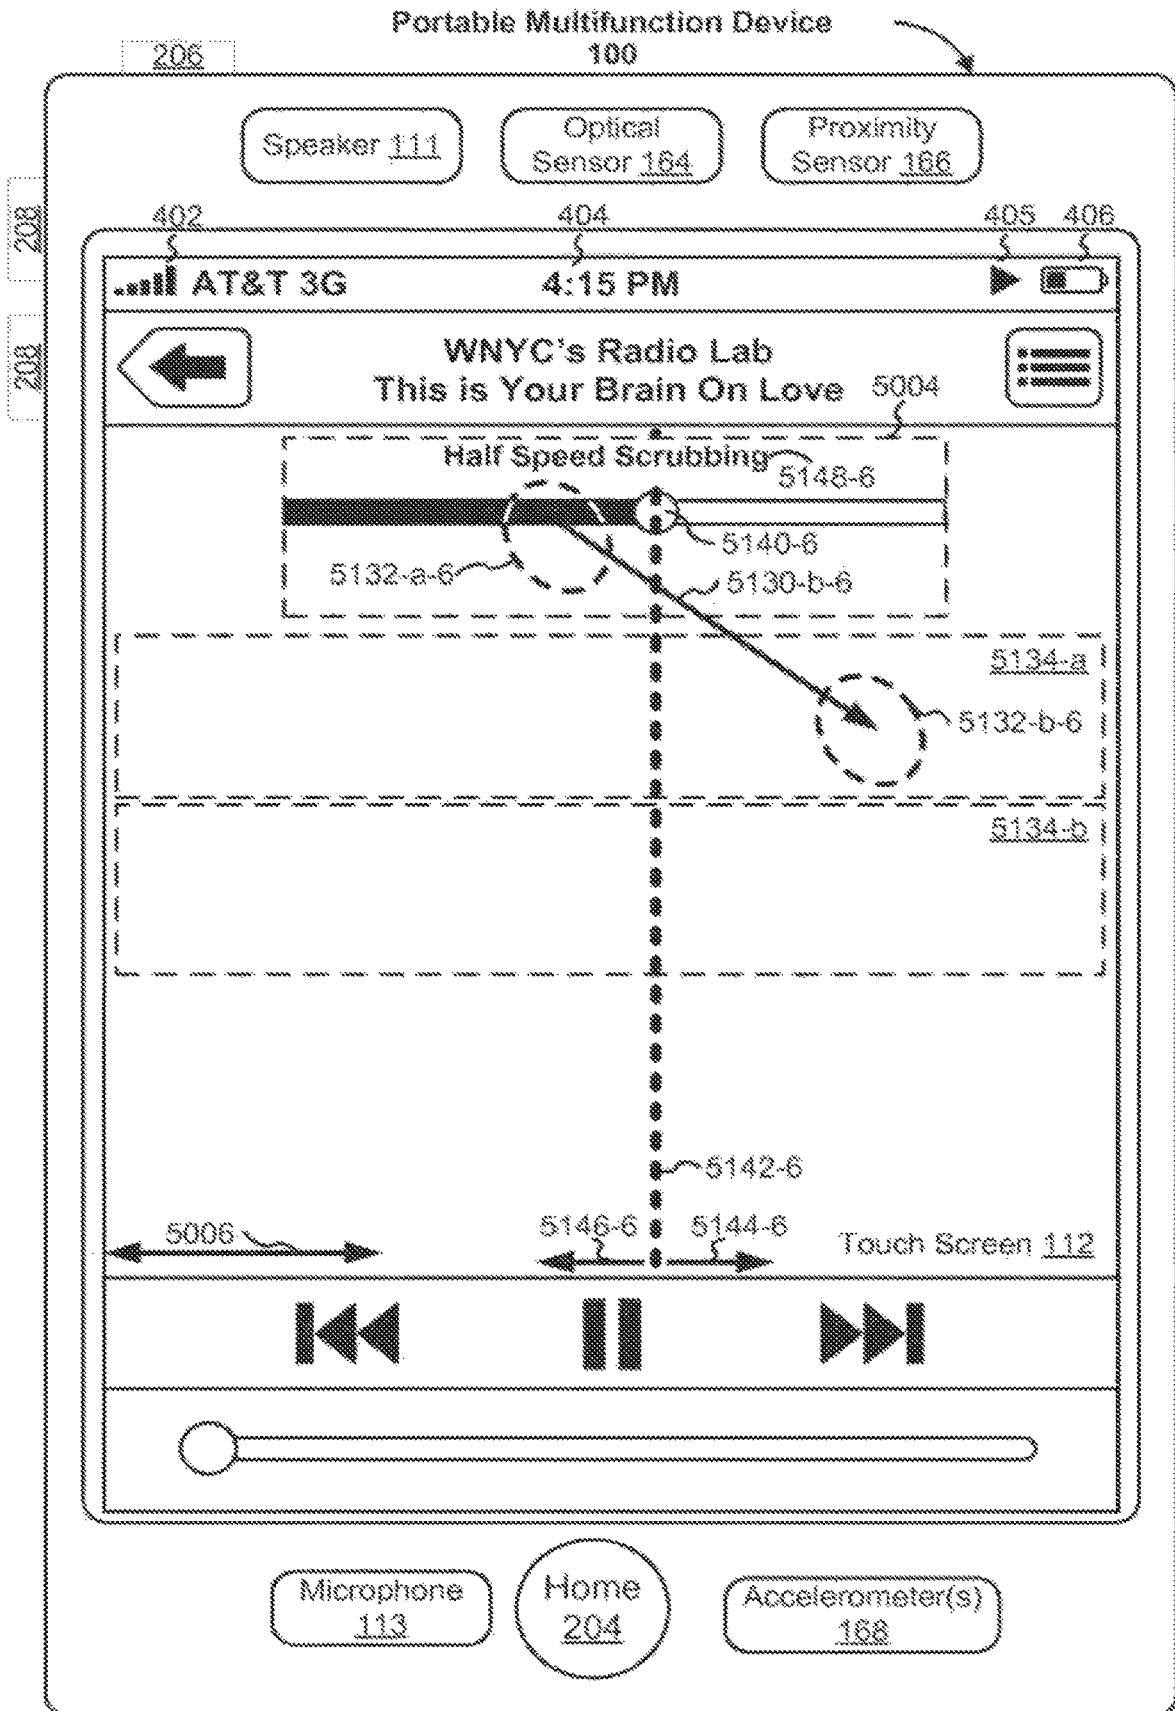 Portable Multifunction Device
100
206
Speaker 111
Optical
Sensor 164
Proximity
Sensor 166
208
402
404
405
406
AT&T 3G
4:15 PM
208
WNYC's Radio Lab
This is Your Brain On Love
5004
Half Speed Scrubbing
5148-6
5140-6
5132-a-6
5130-b-6
5134-a
5132-b-6
5134-b
5142-6
5006
5146-6
5144-6
Touch Screen 112
Microphone
113
Home
204
Accelerometer(s)
168